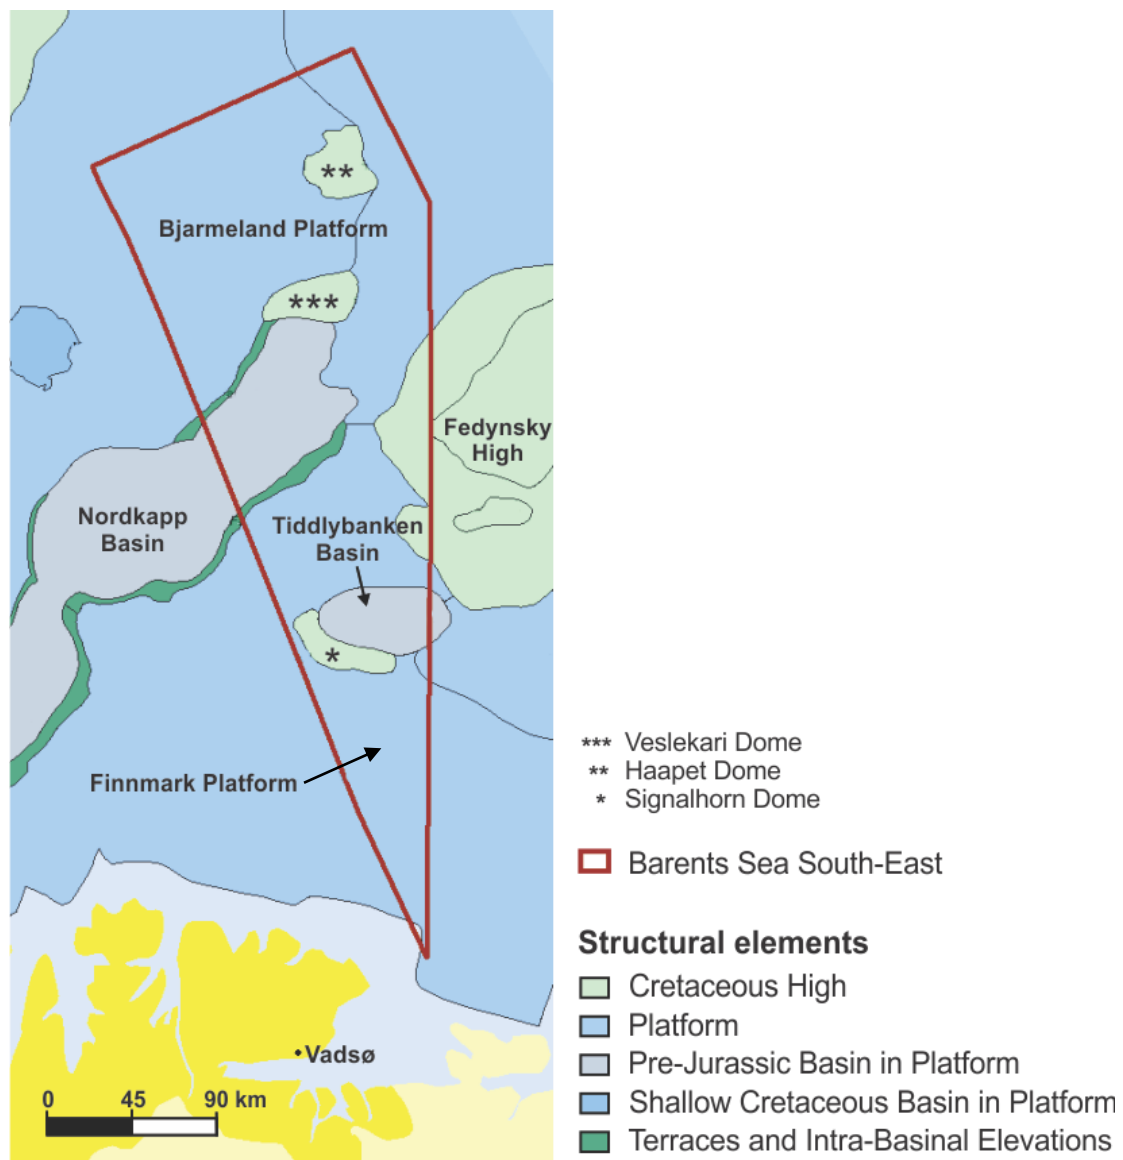 **
Bjarmeland Platform
***
Fedynsky
High
Nordkapp
Basin
Tiddlybanken
Basin
*
Finnmark Platform
Vadsø
0 45 90 km
*** Veslekari Dome
** Haapet Dome
* Signalhorn Dome
Barents Sea South-East
Structural elements
Cretaceous High
Platform
Pre-Jurassic Basin in Platform
Shallow Cretaceous Basin in Platform
Terraces and Intra-Basinal Elevations